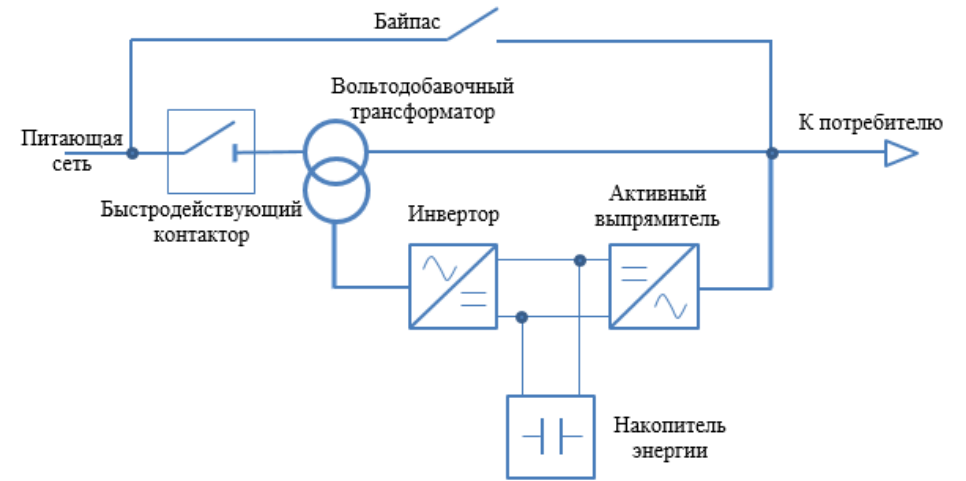 Байпас
Вольтодобавочный
трансформатор
К потребителю
Питающая
сеть
Быстродействующий
контактор
Инвертор
Активный
выпрямитель
Накопитель
энергии